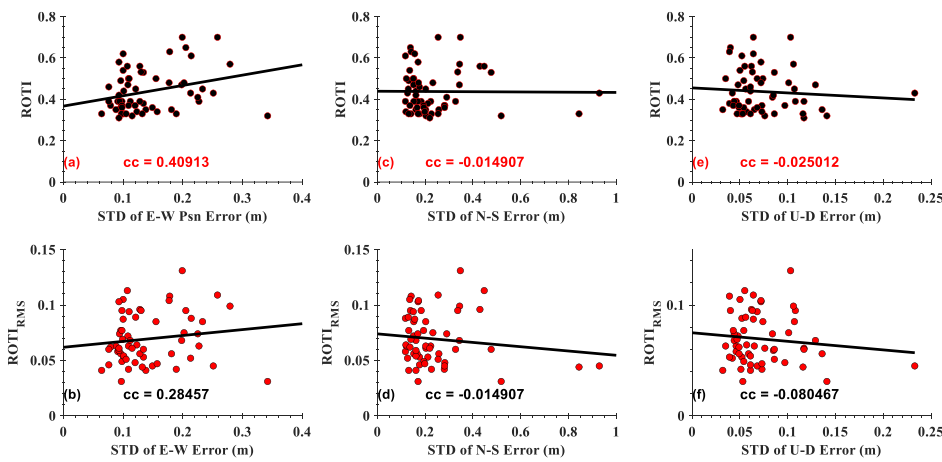 0.8
0.6
0.4
0.2
0
ROTI
(a)
cc = 0.40913
0 0.1 0.2 0.3 0.4
STD of E-W Psn Error (m)
0.8
0.6
0.4
0.2
0
ROTI
(c)
cc = -0.014907
0 0.2 0.4 0.6 0.8 1
STD of N-S Error (m)
0.8
0.6
0.4
0.2
0
ROTI
(e)
cc = -0.025012
0 0.05 0.1 0.15 0.2 0.25
STD of U-D Error (m)
0.15
0.1
0.05
0
ROTI_RMS
(b)
cc = 0.28457
0 0.1 0.2 0.3 0.4
STD of E-W Error (m)
0.15
0.1
0.05
0
ROTI_RMS
(d)
cc = -0.014907
0 0.2 0.4 0.6 0.8 1
STD of N-S Error (m)
0.1
0.05
0
ROTI_RMS
(f)
cc = -0.080467
0 0.05 0.1 0.15 0.2 0.25
STD of U-D Error (m)